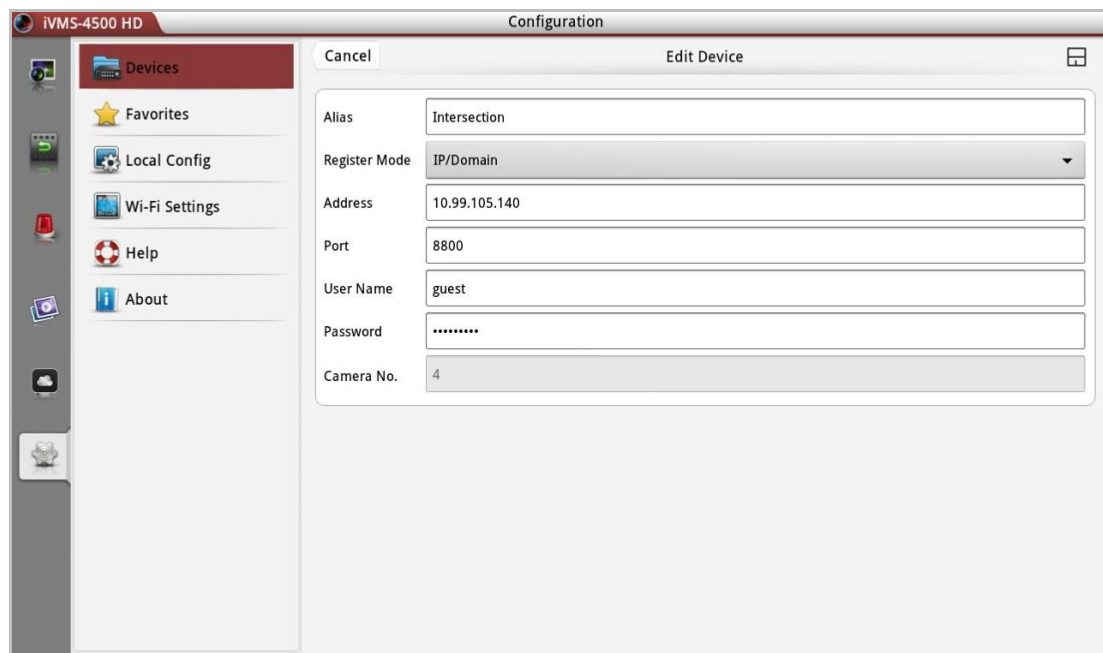 iVMS-4500 HD
Configuration
Devices
Favorites
Local Config
Wi-Fi Settings
Help
About
Cancel
Edit Device
Alias Intersection
Register Mode IP/Domain
Address 10.99.105.140
Port 8800
User Name guest
Password •••••••••
Camera No. 4